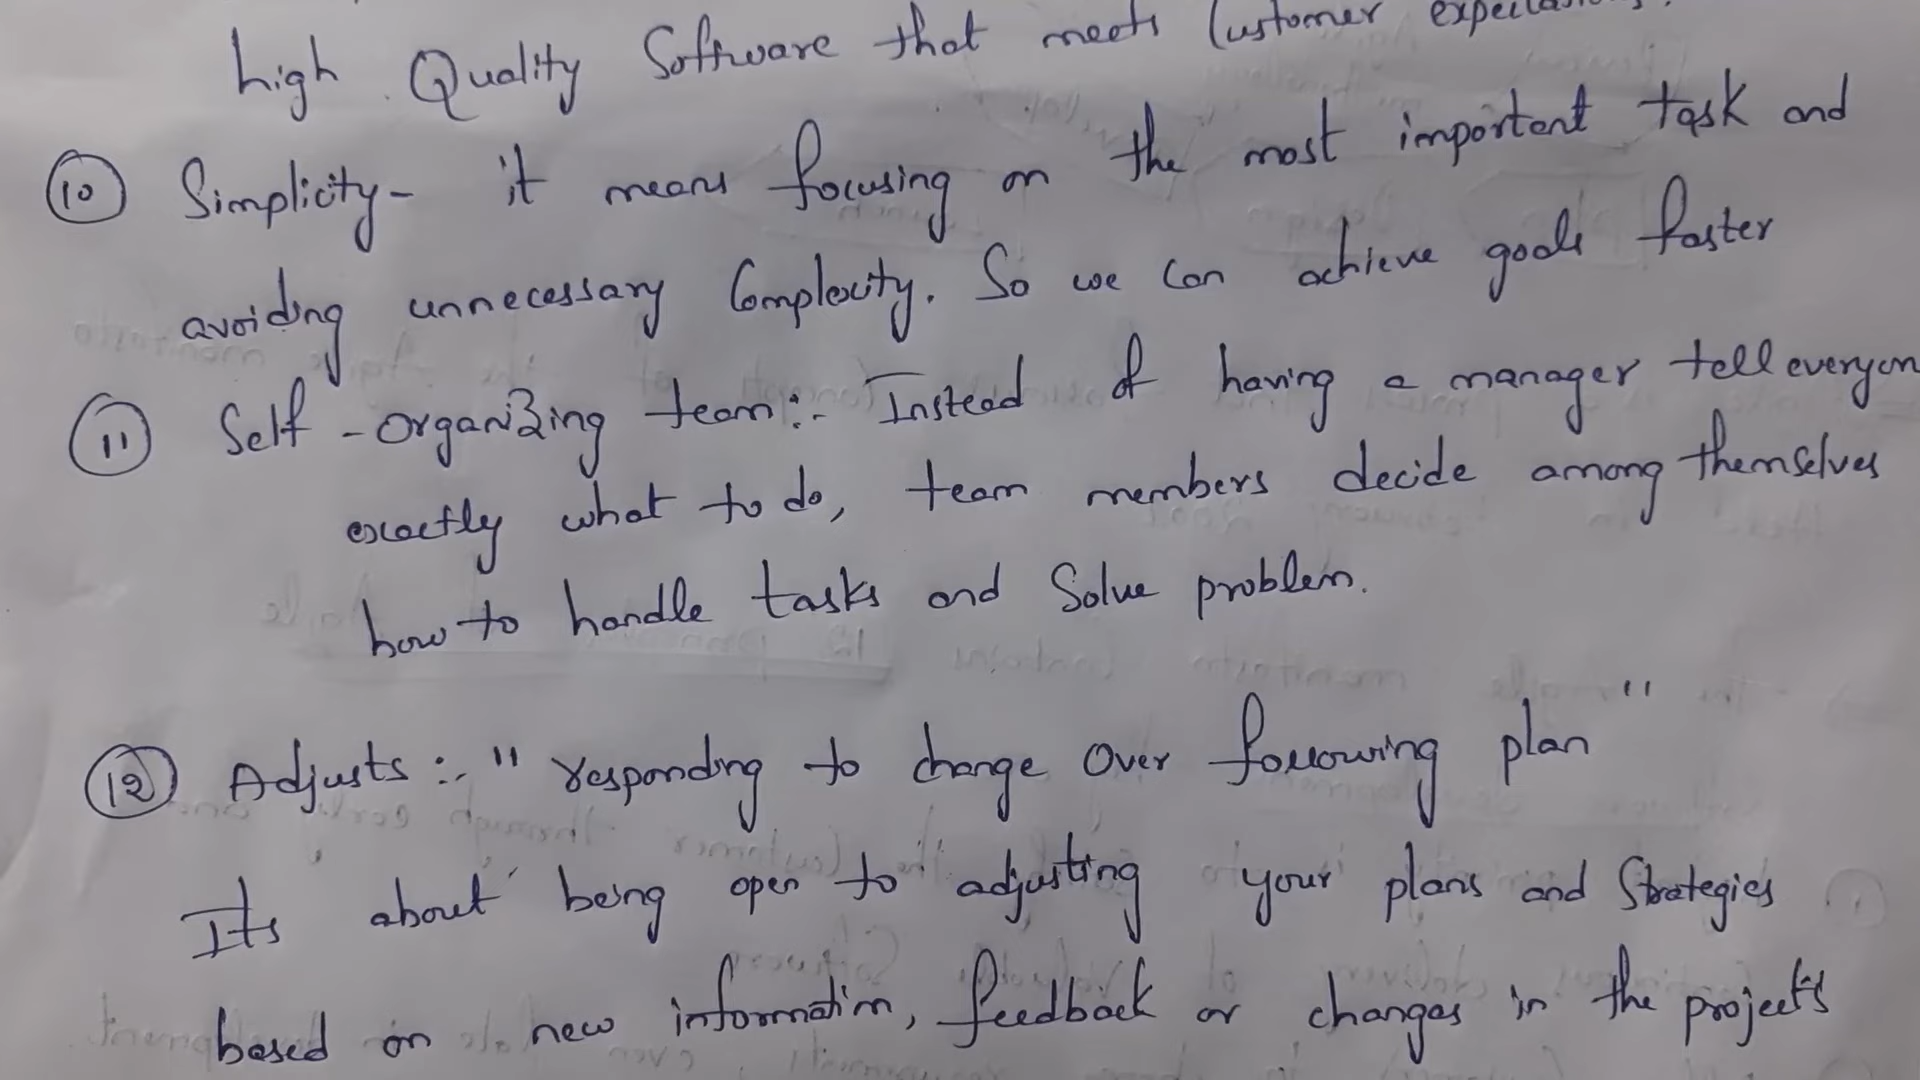 high Quality Software that meets Customer expectations.
⑩ Simplicity - it means focusing on the most important task and
avoiding unnecessary Complexity. So we can achieve goals faster
⑪ Self - organizing team :- Instead of having a manager tell everyon
exactly what to do, team members decide among themselves
how to handle tasks and Solve problem.
⑫ Adjusts :- " responding to change Over following plan "
Its about being open to adjusting your plans and Strategies
based on new information, feedback or changes in the project's